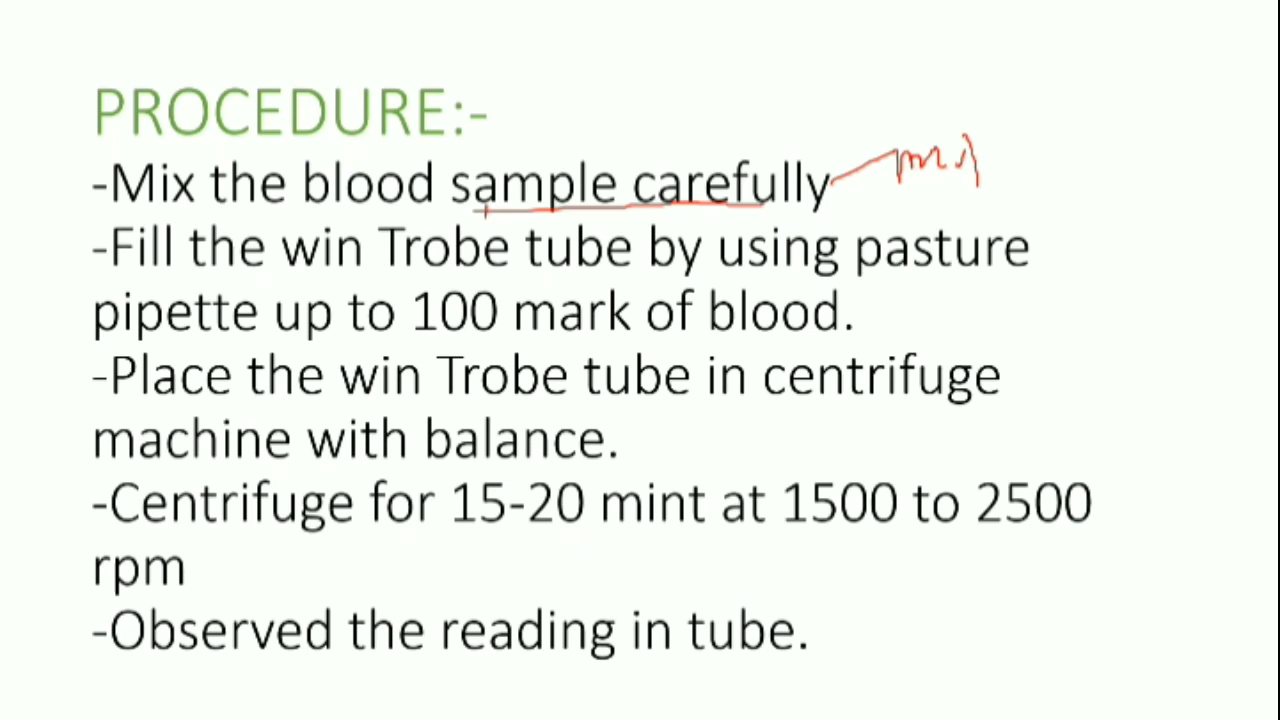 PROCEDURE:-
-Mix the blood sample carefully
-Fill the win Trobe tube by using pasture
pipette up to 100 mark of blood.
-Place the win Trobe tube in centrifuge
machine with balance.
-Centrifuge for 15-20 mint at 1500 to 2500
rpm
-Observed the reading in tube.